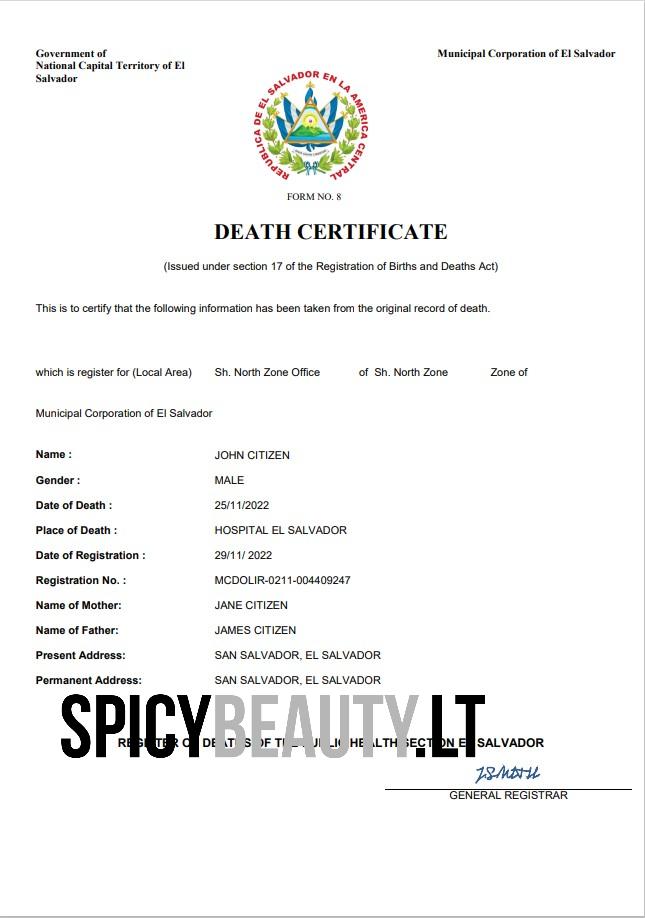 Government of
National Capital Territory of El
Salvador
Municipal Corporation of El Salvador
REPUBLICA DE EL SALVADOR EN LA AMERICA CENTRAL
FORM NO. 8
DEATH CERTIFICATE
(Issued under section 17 of the Registration of Births and Deaths Act)
This is to certify that the following information has been taken from the original record of death.
which is register for (Local Area) Sh. North Zone Office of Sh. North Zone Zone of
Municipal Corporation of El Salvador
Name : JOHN CITIZEN
Gender : MALE
Date of Death : 25/11/2022
Place of Death : HOSPITAL EL SALVADOR
Date of Registration : 29/11/ 2022
Registration No. : MCDOLIR-0211-004409247
Name of Mother: JANE CITIZEN
Name of Father: JAMES CITIZEN
Present Address: SAN SALVADOR, EL SALVADOR
Permanent Address: SAN SALVADOR, EL SALVADOR
SPICYBEAUTY.LT
REGISTER OF DEATHS OF THE PUBLIC HEALTH SECTION EL SALVADOR
GENERAL REGISTRAR